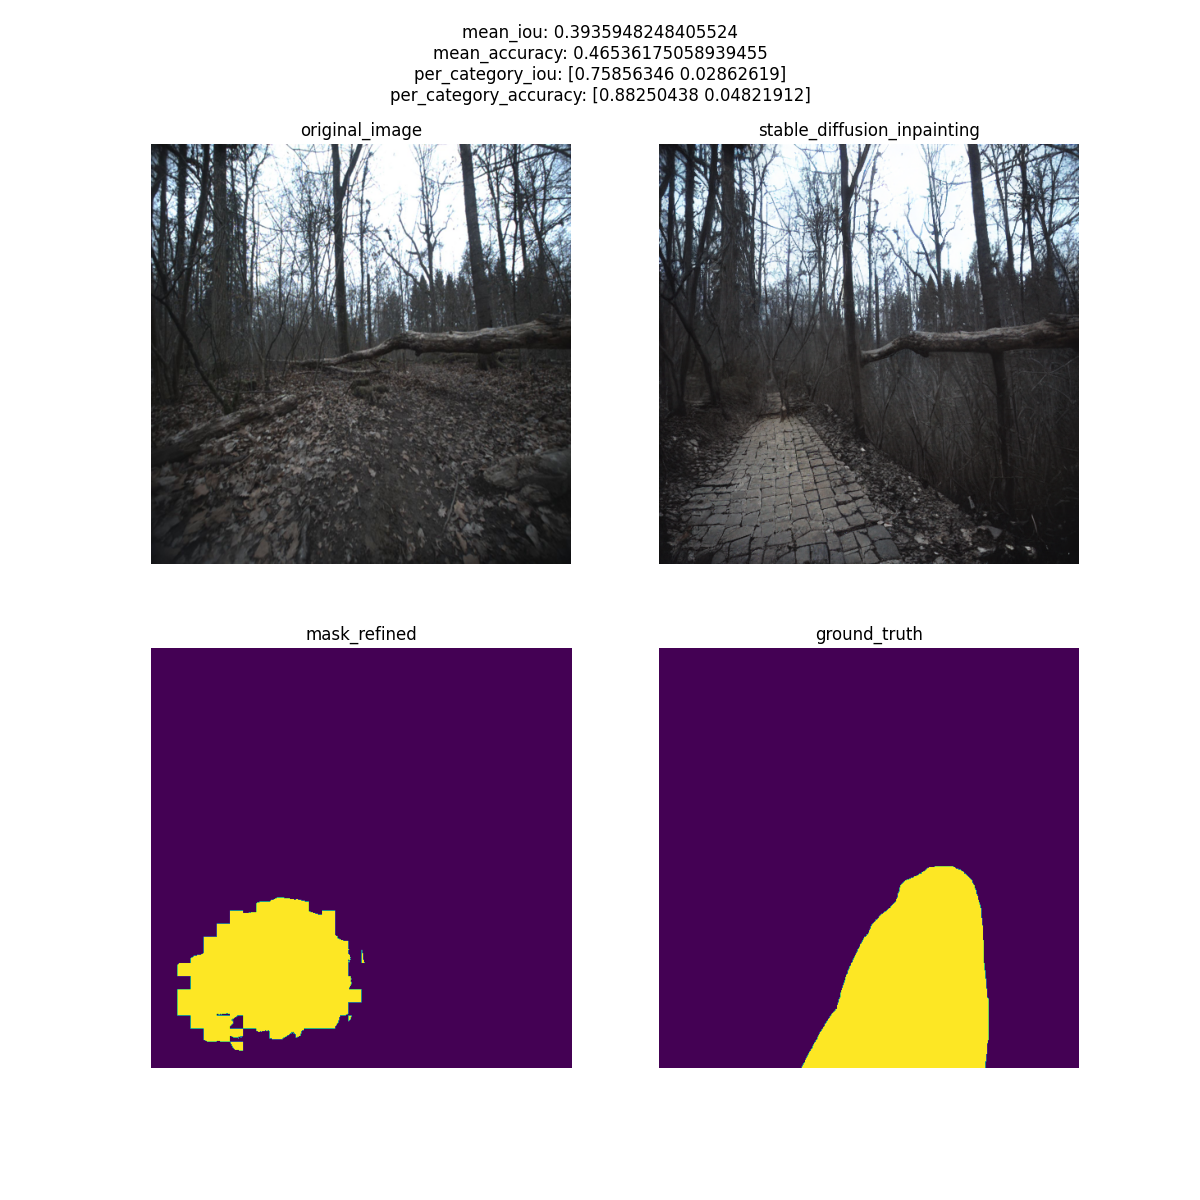 mean_iou: 0.3935948248405524
mean_accuracy: 0.46536175058939455
per_category_iou: [0.75856346 0.02862619]
per_category_accuracy: [0.88250438 0.04821912]
original_image
stable_diffusion_inpainting
mask_refined
ground_truth